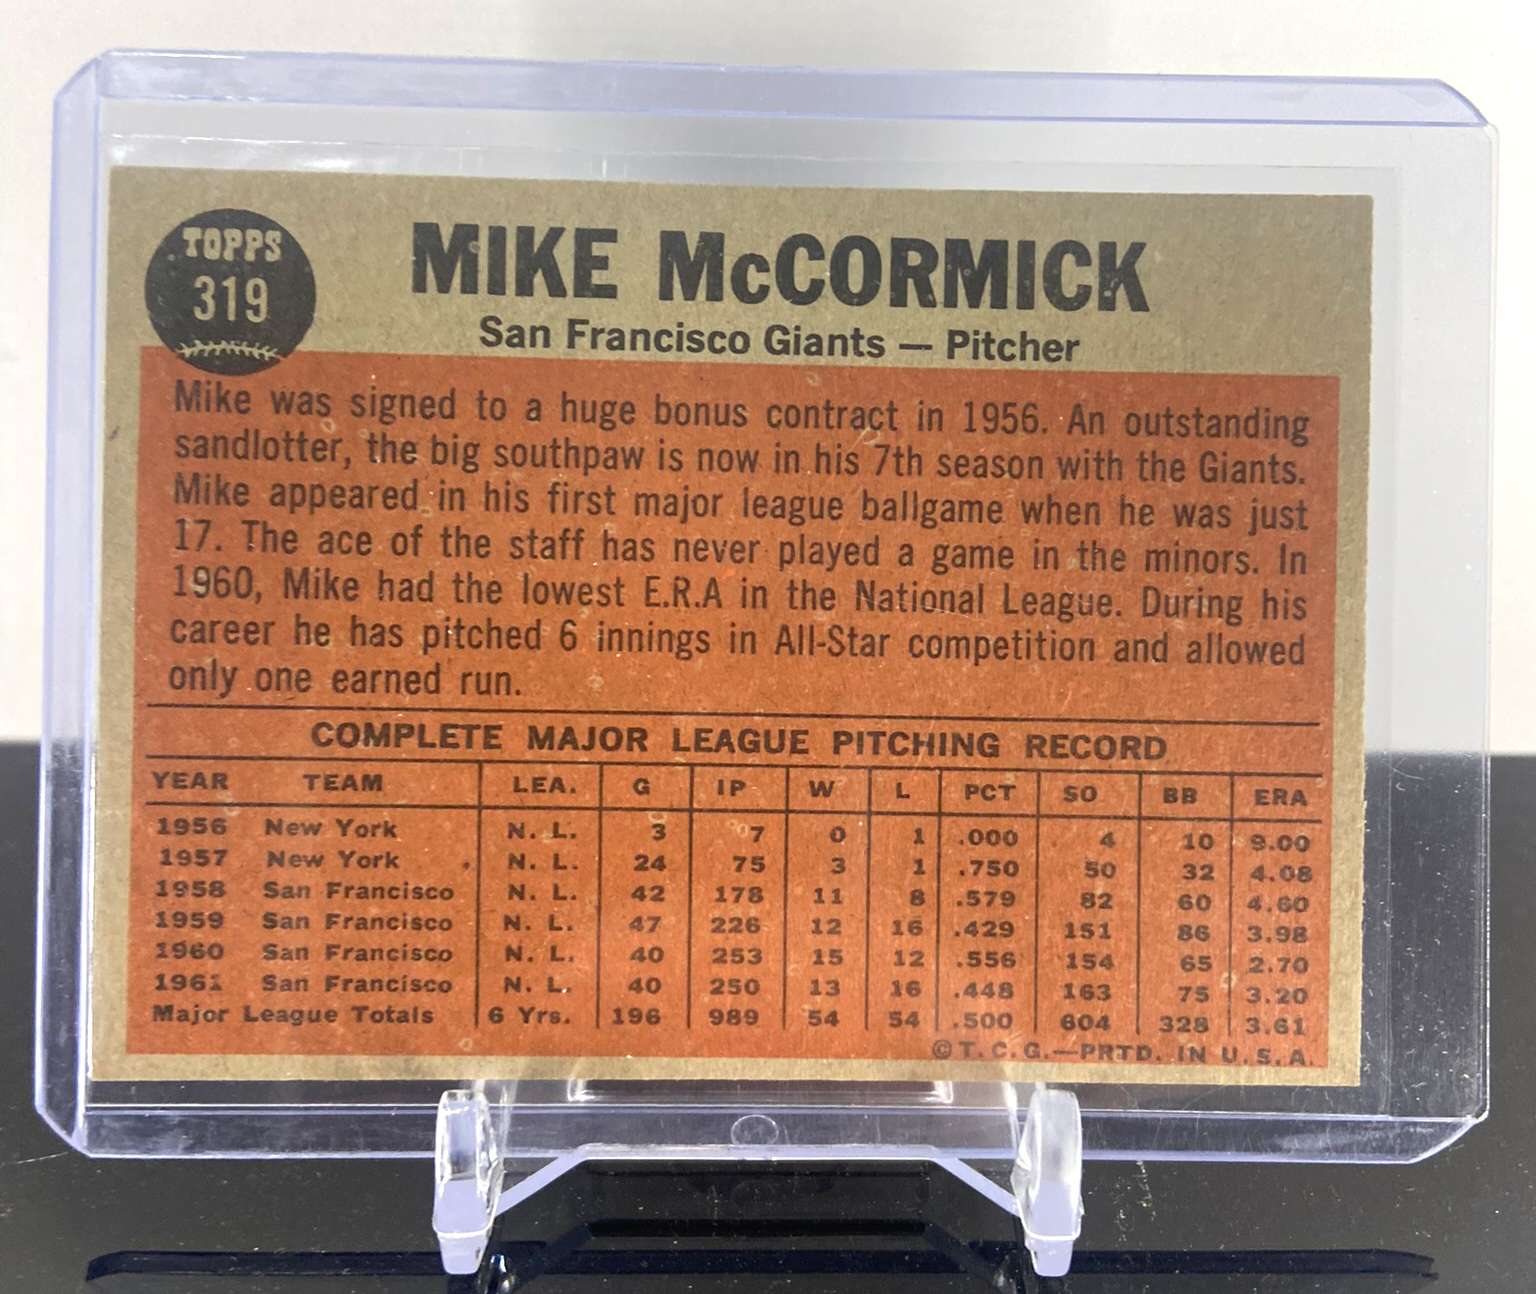 TOPPS
319
MIKE McCORMICK
San Francisco Giants — Pitcher
Mike was signed to a huge bonus contract in 1956. An outstanding
sandlotter, the big southpaw is now in his 7th season with the Giants.
Mike appeared in his first major league ballgame when he was just
17. The ace of the staff has never played a game in the minors. In
1960, Mike had the lowest E.R.A in the National League. During his
career he has pitched 6 innings in All-Star competition and allowed
only one earned run.
COMPLETE MAJOR LEAGUE PITCHING RECORD
YEAR TEAM LEA. G IP W L PCT SO BB ERA
1956 New York N. L. 3 7 0 1 .000 4 10 9.00
1957 New York N. L. 24 75 3 1 .750 50 32 4.08
1958 San Francisco N. L. 42 178 11 8 .579 82 60 4.60
1959 San Francisco N. L. 47 226 12 16 .429 151 86 3.98
1960 San Francisco N. L. 40 253 15 12 .556 154 65 2.70
1961 San Francisco N. L. 40 250 13 16 .448 163 75 3.20
Major League Totals 6 Yrs. 196 989 54 54 .500 604 328 3.61
© T. C. G.—PRTD. IN U. S. A.